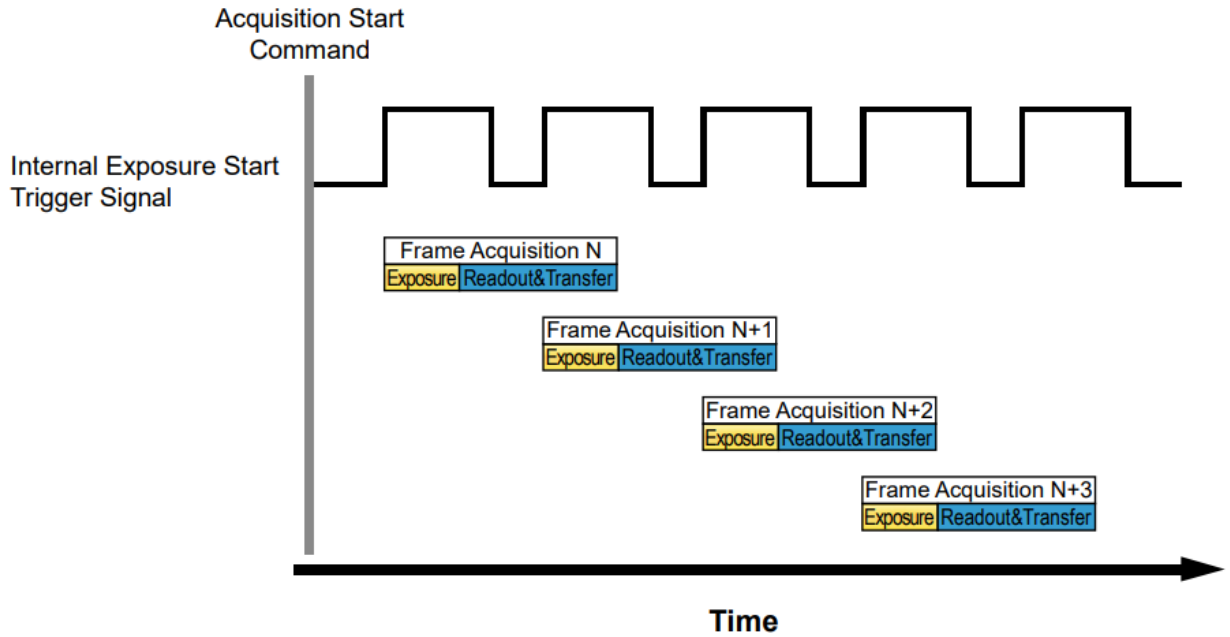 Acquisition Start
Command
Internal Exposure Start
Trigger Signal
Frame Acquisition N
Exposure Readout&Transfer
Frame Acquisition N+1
Exposure Readout&Transfer
Frame Acquisition N+2
Exposure Readout&Transfer
Frame Acquisition N+3
Exposure Readout&Transfer
Time